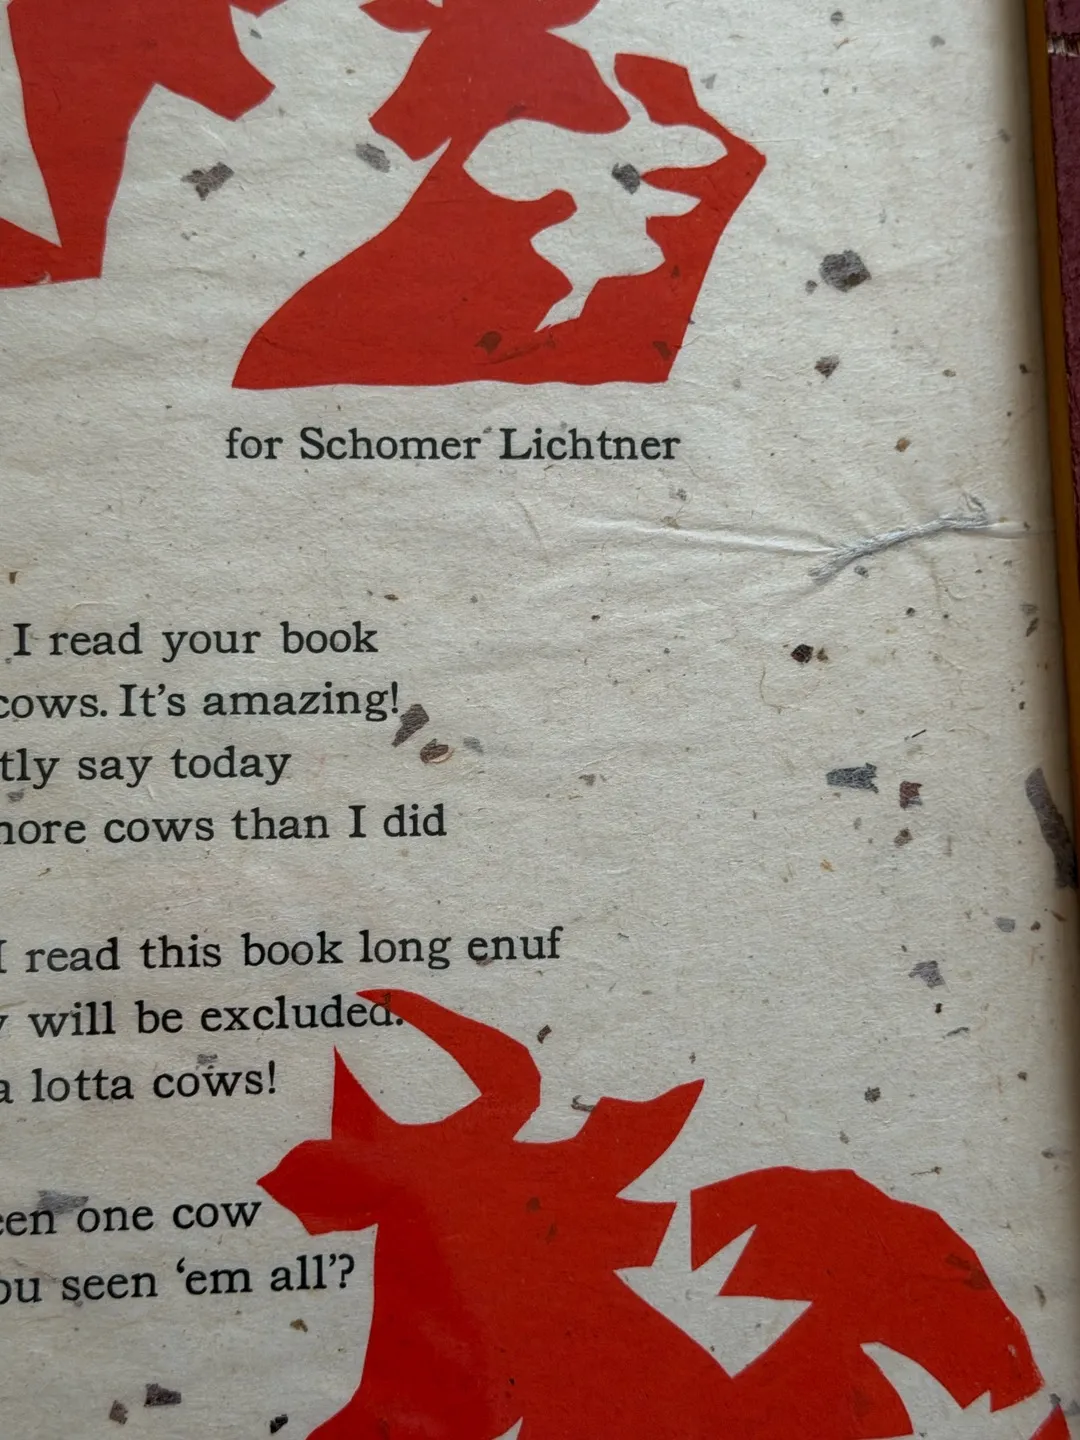 for Schomer Lichtner
I read your book
cows. It's amazing!
tly say today
more cows than I did
I read this book long enuf
will be excluded.
a lotta cows!
een one cow
ou seen ‘em all’?